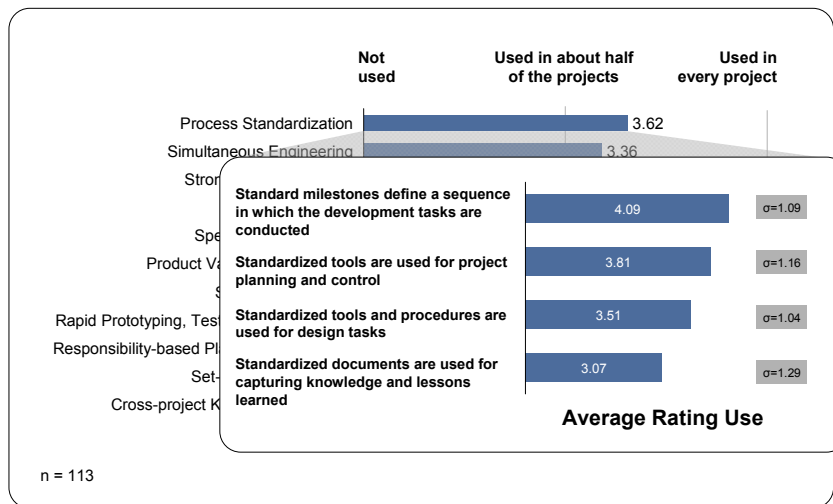 Not
used
Used in about half
of the projects
Used in
every project
Process Standardization
3.62
Simultaneous Engineering
3.36
Stron
Spe
Product Va
S
Rapid Prototyping, Test
Responsibility-based Pla
Set-
Cross-project K
Standard milestones define a sequence
in which the development tasks are
conducted
4.09
σ=1.09
Standardized tools are used for project
planning and control
3.81
σ=1.16
Standardized tools and procedures are
used for design tasks
3.51
σ=1.04
Standardized documents are used for
capturing knowledge and lessons
learned
3.07
σ=1.29
Average Rating Use
n = 113